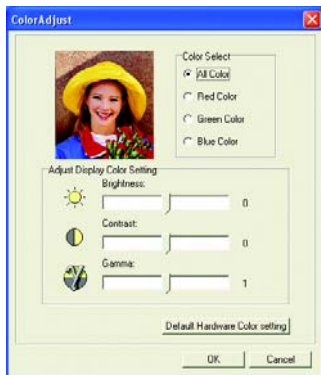 ColorAdjust
Color Select
All Color
Red Color
Green Color
Blue Color
Adjust Display Color Setting
Brightness:
0
Contrast:
0
Gamma:
1
Default Hardware Color setting
OK
Cancel